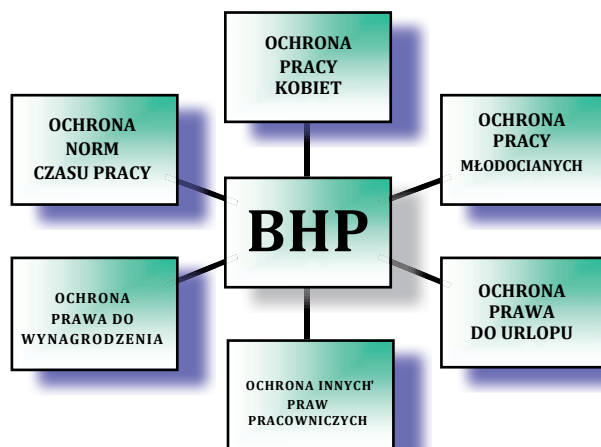 OCHRONA
PRACY
KOBIET
OCHRONA
NORM
CZASU PRACY
OCHRONA
PRACY
MŁODOCIANYCH
BHP
OCHRONA
PRAWA DO
WYNAGRODZENIA
OCHRONA
PRAWA
DO URLOPU
OCHRONA INNYCH'
PRAW
PRACOWNICZYCH